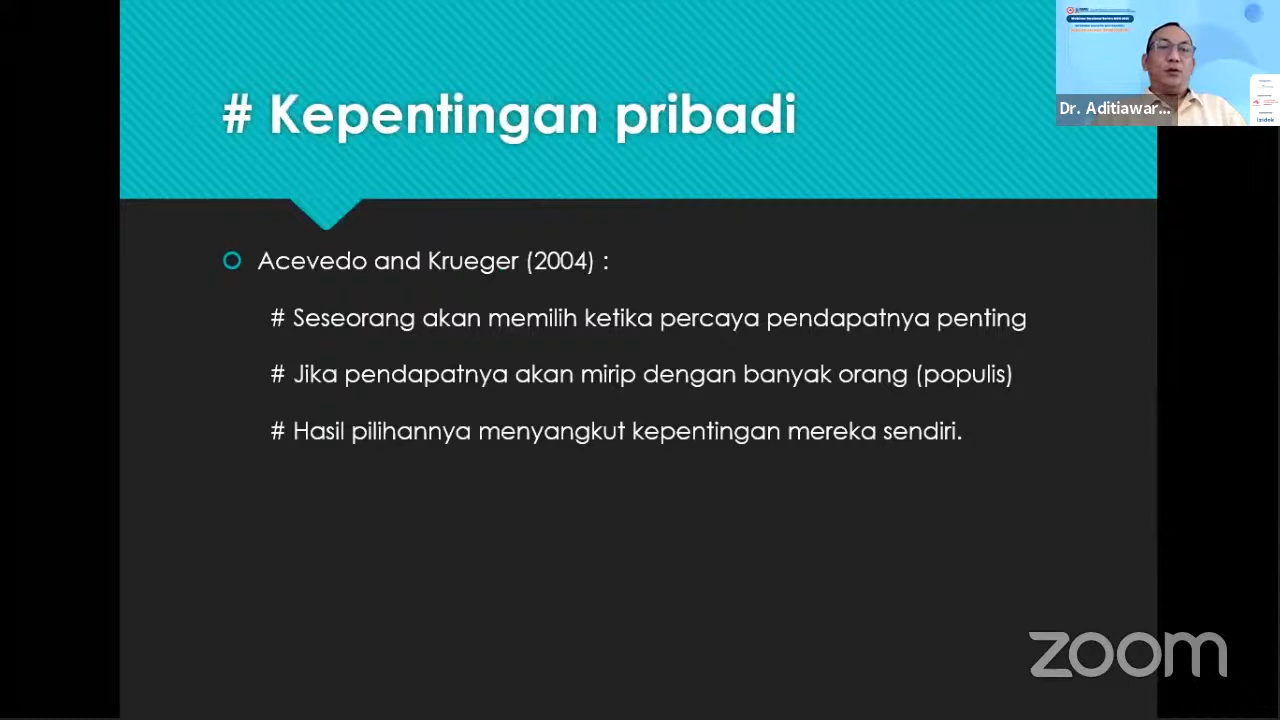 # Kepentingan pribadi
Dr. Aditiawar...
Acevedo and Krueger (2004) :
# Seseorang akan memilih ketika percaya pendapatnya penting
# Jika pendapatnya akan mirip dengan banyak orang (populis)
# Hasil pilihannya menyangkut kepentingan mereka sendiri.
zoom